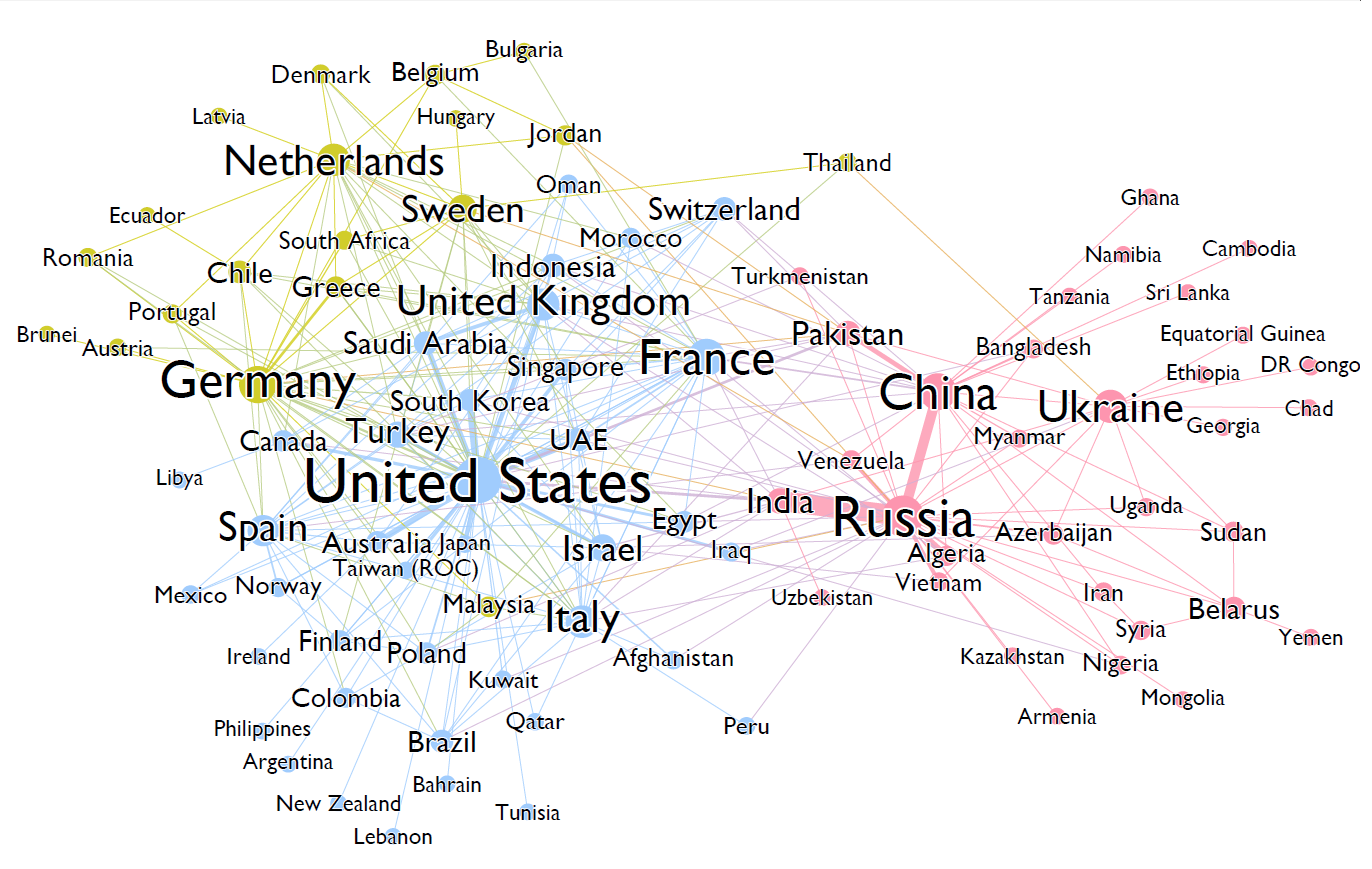 Bulgaria
Denmark
Belgium
Latvia
Hungary
Jordan
Netherlands
Thailand
Oman
Ghana
Ecuador
Sweden
Switzerland
South Africa
Morocco
Namibia
Cambodia
Romania
Chile
Indonesia
Turkmenistan
Greece
Tanzania
Sri Lanka
United Kingdom
Portugal
Brunei
Pakistan
Equatorial Guinea
Austria
Saudi Arabia
Bangladesh
Singapore
France
DR Congo
Ethiopia
Germany
China
South Korea
Ukraine
Chad
Georgia
Turkey
Canada
UAE
Myanmar
Venezuela
Libya
United States
India
Uganda
Russia
Egypt
Spain
Azerbaijan
Sudan
Australia
Japan
Israel
Iraq
Algeria
Taiwan (ROC)
Vietnam
Norway
Mexico
Iran
Uzbekistan
Malaysia
Belarus
Italy
Syria
Yemen
Finland
Ireland
Poland
Afghanistan
Kazakhstan
Nigeria
Kuwait
Colombia
Mongolia
Armenia
Qatar
Peru
Philippines
Brazil
Argentina
Bahrain
New Zealand
Tunisia
Lebanon